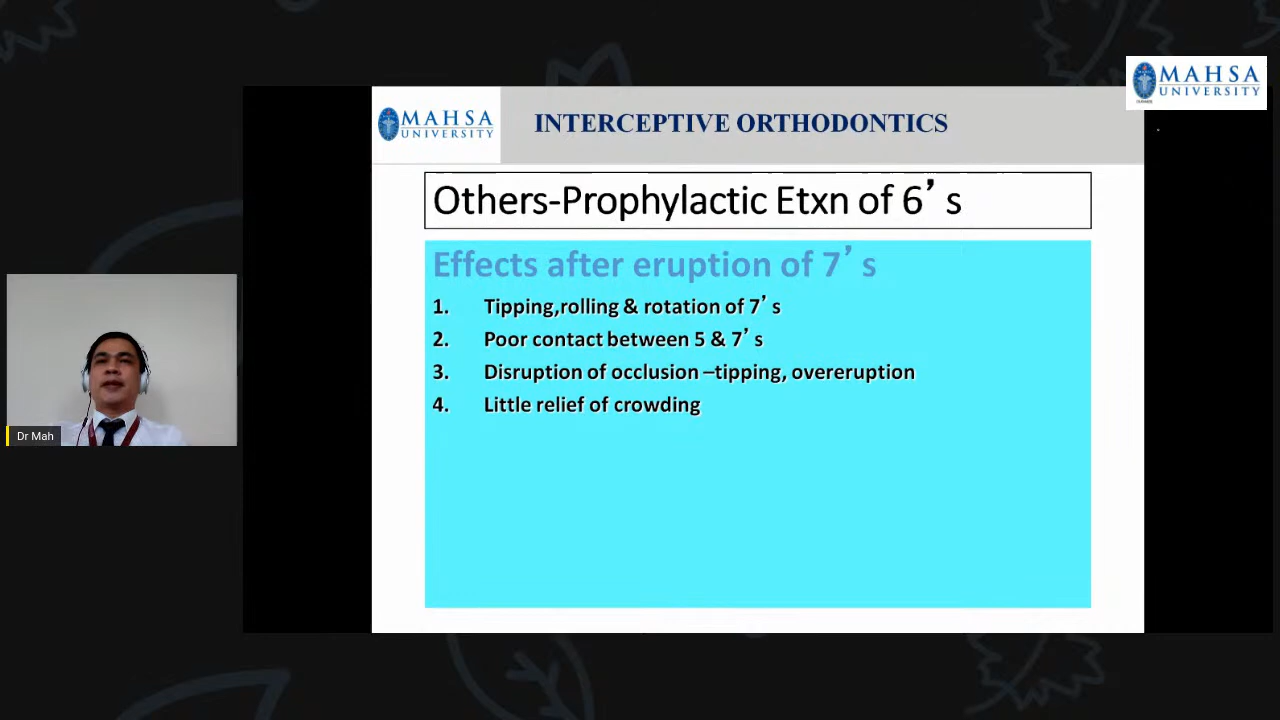 MAHSA
UNIVERSITY
MAHSA
UNIVERSITY
INTERCEPTIVE ORTHODONTICS
Others-Prophylactic Etxn of 6’ s
Effects after eruption of 7’ s
1. Tipping,rolling & rotation of 7’ s
2. Poor contact between 5 & 7’ s
3. Disruption of occlusion –tipping, overeruption
4. Little relief of crowding
Dr Mah